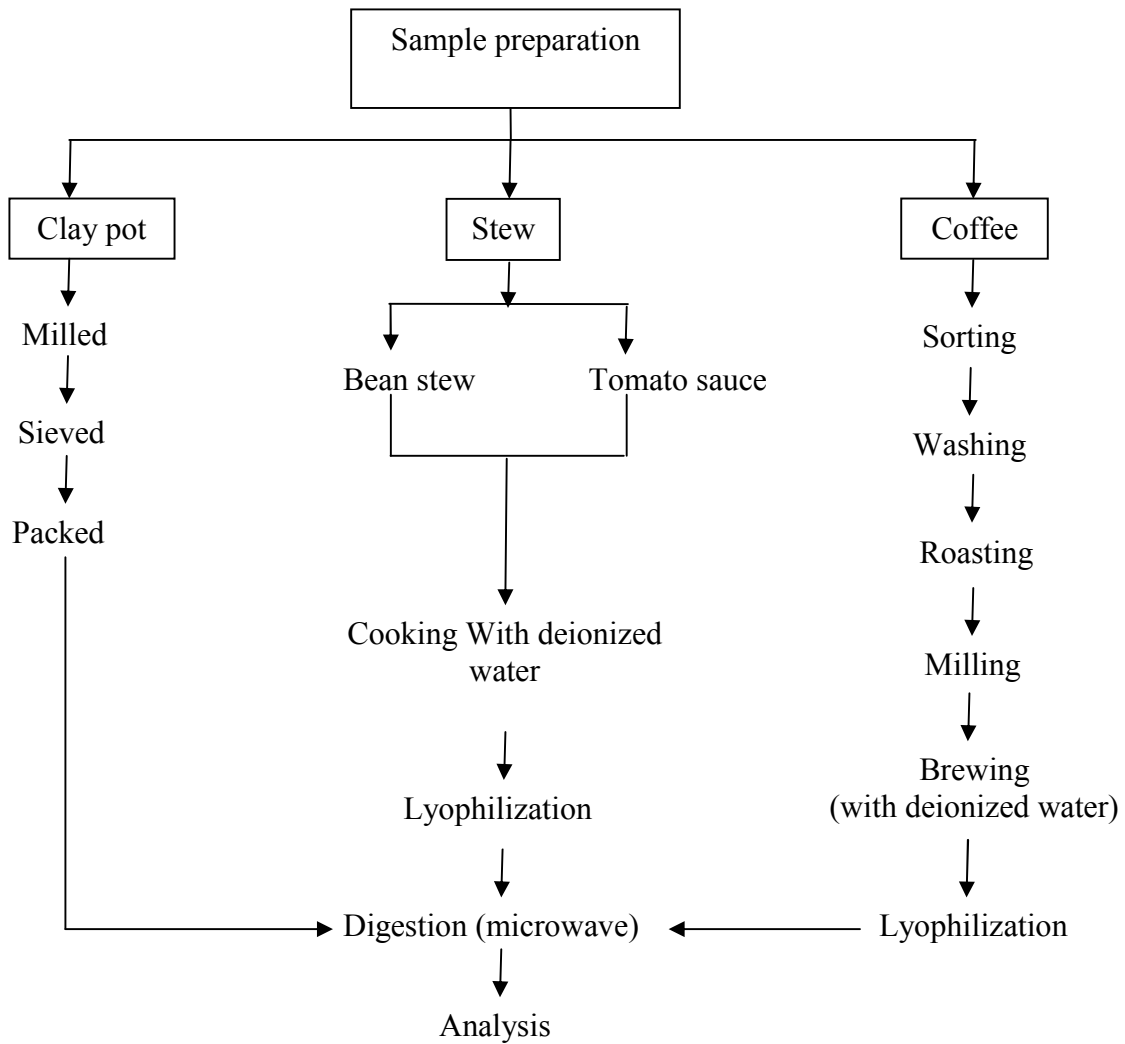 Sample preparation
Clay pot
Stew
Coffee
Milled
Sorting
Bean stew
Tomato sauce
Sieved
Washing
Packed
Roasting
Cooking With deionized
water
Milling
Brewing
(with deionized water)
Lyophilization
Digestion (microwave)
Lyophilization
Analysis